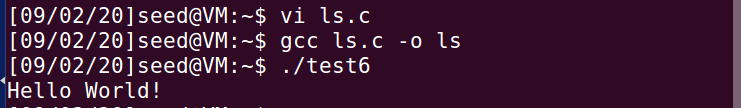 [09/02/20]seed@VM:~$ vi ls.c
[09/02/20]seed@VM:~$ gcc ls.c -o ls
[09/02/20]seed@VM:~$ ./test6
Hello World!